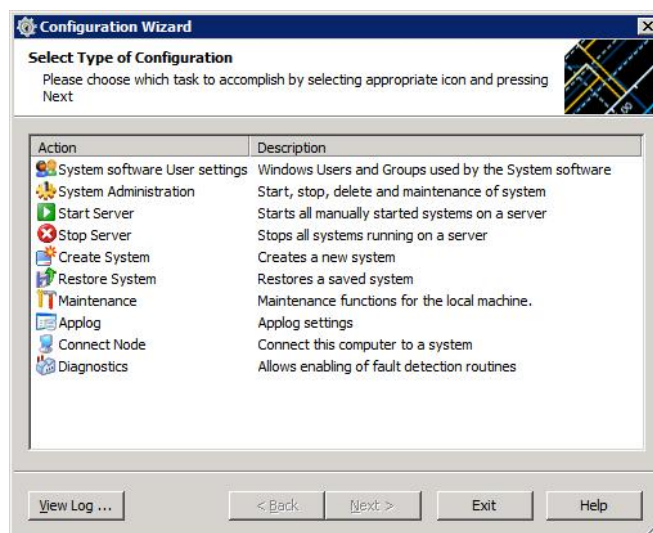 Configuration Wizard
Select Type of Configuration
Please choose which task to accomplish by selecting appropriate icon and pressing
Next
Action Description
System software User settings Windows Users and Groups used by the System software
System Administration Start, stop, delete and maintenance of system
Start Server Starts all manually started systems on a server
Stop Server Stops all systems running on a server
Create System Creates a new system
Restore System Restores a saved system
Maintenance Maintenance functions for the local machine.
Applog Applog settings
Connect Node Connect this computer to a system
Diagnostics Allows enabling of fault detection routines
View Log ... < Back Next > Exit Help